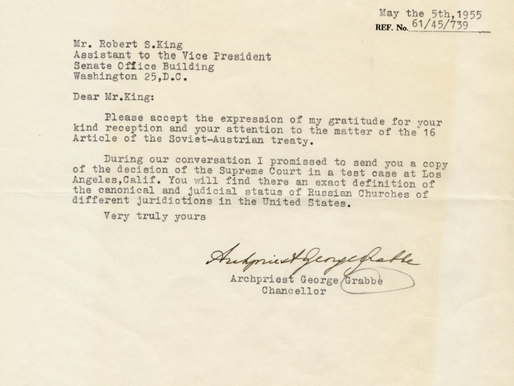 May the 5th,1955
REF. No. 61/45/739
Mr. Robert S.King
Assistant to the Vice President
Senate Office Building
Washington 25,D.C.
Dear Mr.King:
Please accept the expression of my gratitude for your
kind reception and your attention to the matter of the 16
Article of the Soviet-Austrian treaty.
During our conversation I promissed to send you a copy
of the decision of the Supreme Court in a test case at Los
Angeles,Calif. You will find there an exact definition of
the canonical and judicial status of Russian Churches of
different juridictions in the United States.
Very truly yours
Archpriest George Grabbe
Archpriest George Grabbe
Chancellor